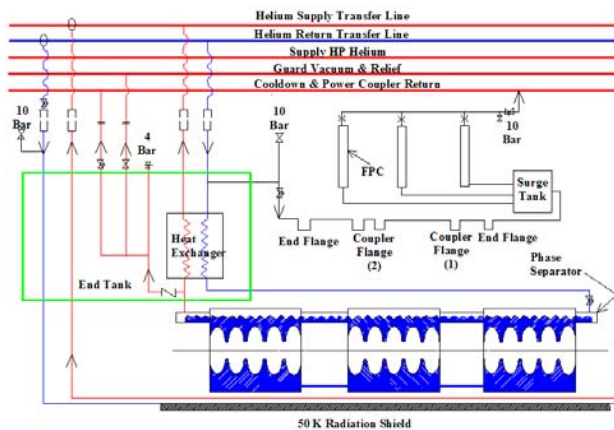 Helium Supply Transfer Line
Helium Return Transfer Line
Supply HP Helium
Guard Vacuum & Relief
Cooldown & Power Coupler Return
10
Bar
4
Bar
10
Bar
10
Bar
FPC
Surge
Tank
End Flange
Coupler
Flange
(2)
Coupler
Flange
(1)
End Flange
Phase
Separator
Heat
Exchanger
End Tank
50 K Radiation Shield